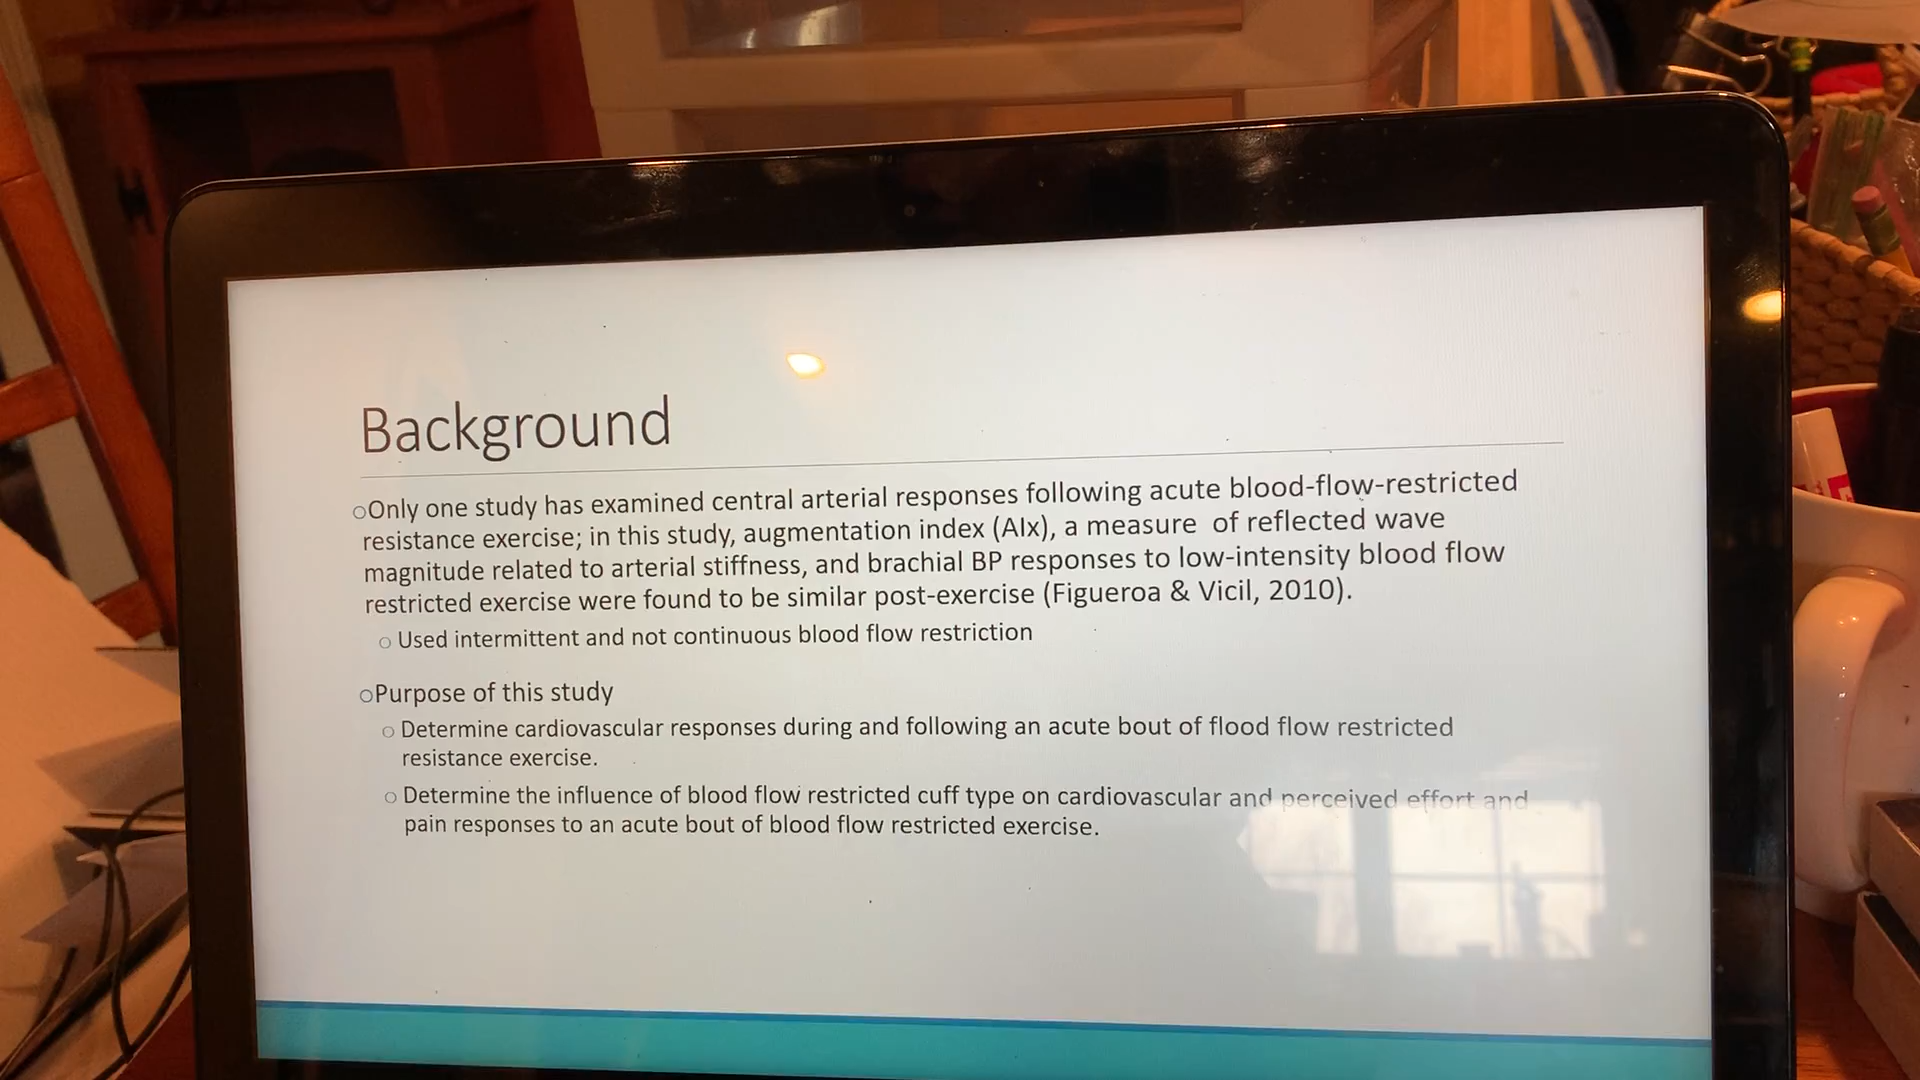 Background
○Only one study has examined central arterial responses following acute blood-flow-restricted
resistance exercise; in this study, augmentation index (AIx), a measure of reflected wave
magnitude related to arterial stiffness, and brachial BP responses to low-intensity blood flow
restricted exercise were found to be similar post-exercise (Figueroa & Vicil, 2010).
○ Used intermittent and not continuous blood flow restriction
○Purpose of this study
○ Determine cardiovascular responses during and following an acute bout of flood flow restricted
resistance exercise.
○ Determine the influence of blood flow restricted cuff type on cardiovascular and perceived effort and
pain responses to an acute bout of blood flow restricted exercise.